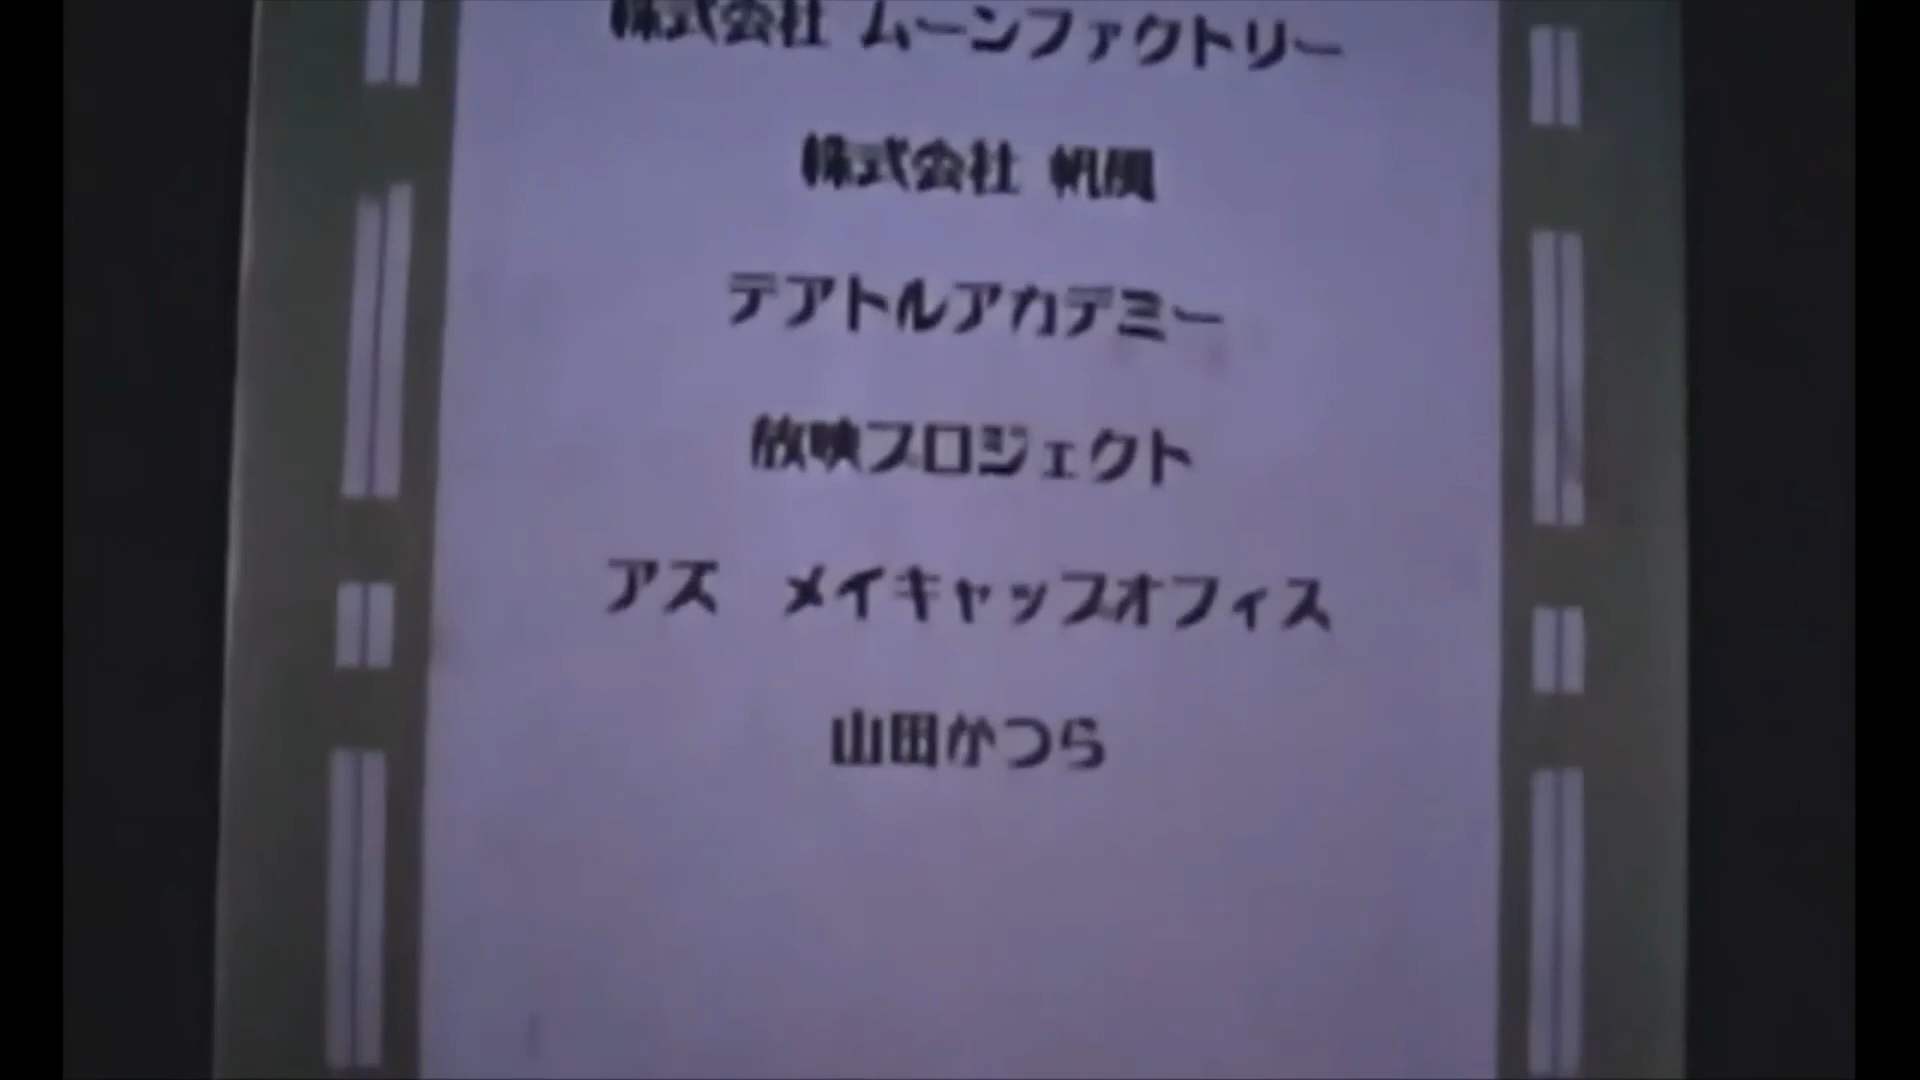 株式会社 ムーンファクトリー
株式会社 帆風
テアトルアカデミー
放映プロジェクト
アズ　メイキャップオフィス
山田かつら